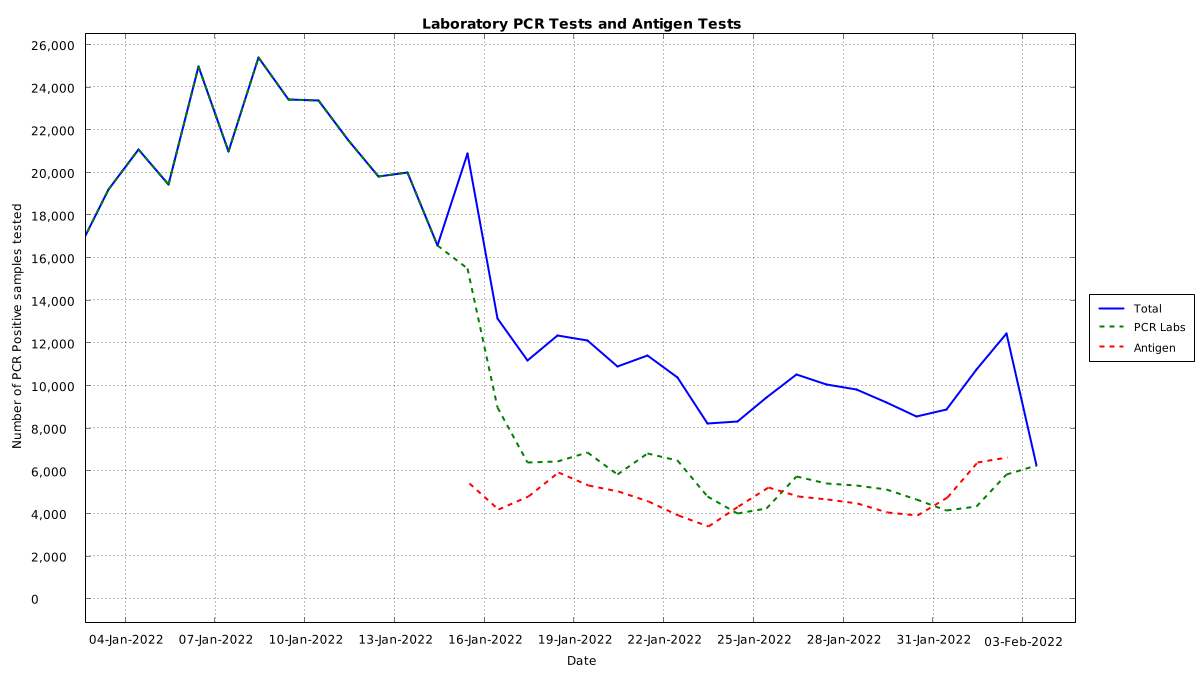 Laboratory PCR Tests and Antigen Tests
Number of PCR Positive samples tested
26,000
24,000
22,000
20,000
18,000
16,000
14,000
12,000
10,000
8,000
6,000
4,000
2,000
0
04-Jan-2022 07-Jan-2022 10-Jan-2022 13-Jan-2022 16-Jan-2022 19-Jan-2022 22-Jan-2022 25-Jan-2022 28-Jan-2022 31-Jan-2022 03-Feb-2022
Date
Total
PCR Labs
Antigen